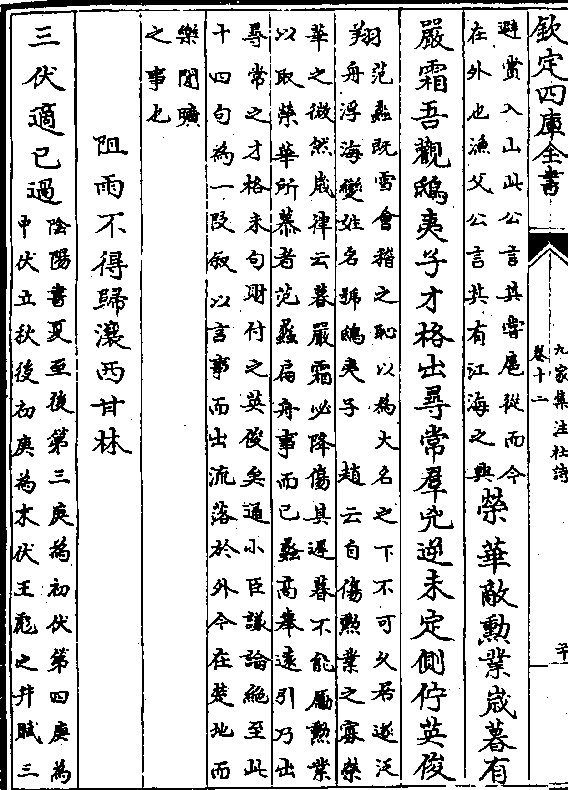 欽定四庫全書
九家集注杜詩
卷十二
避賞入山此公言其嘗扈從而今
在外也漁父公言其有江海之興
榮華敵勲業歲暮有
嚴霜吾觀鴟夷子才格出尋常羣兇逆未定側佇英俊
翔
范蠡既雪會稽之恥以為大名之下不可久居遂泛
舟浮海變姓名號鴟夷子　趙云自傷勲業之寡榮
華之微然歲律云暮嚴霜必降傷具遲暮不能屬勲業
以取榮華所慕者范蠡扁舟事而已蠡高舉遠引乃出
尋常之才格末句則付之英俊矣通小臣議論絶至此
十四句為一段叙以言事而出流落於外今在楚地而
樂閒曠
之事也
阻雨不得歸瀼西甘林
三伏適已過
陰陽書夏至後第三庚為初伏第四庚為
中伏立秋後初庚為末伏王彪之井賦三